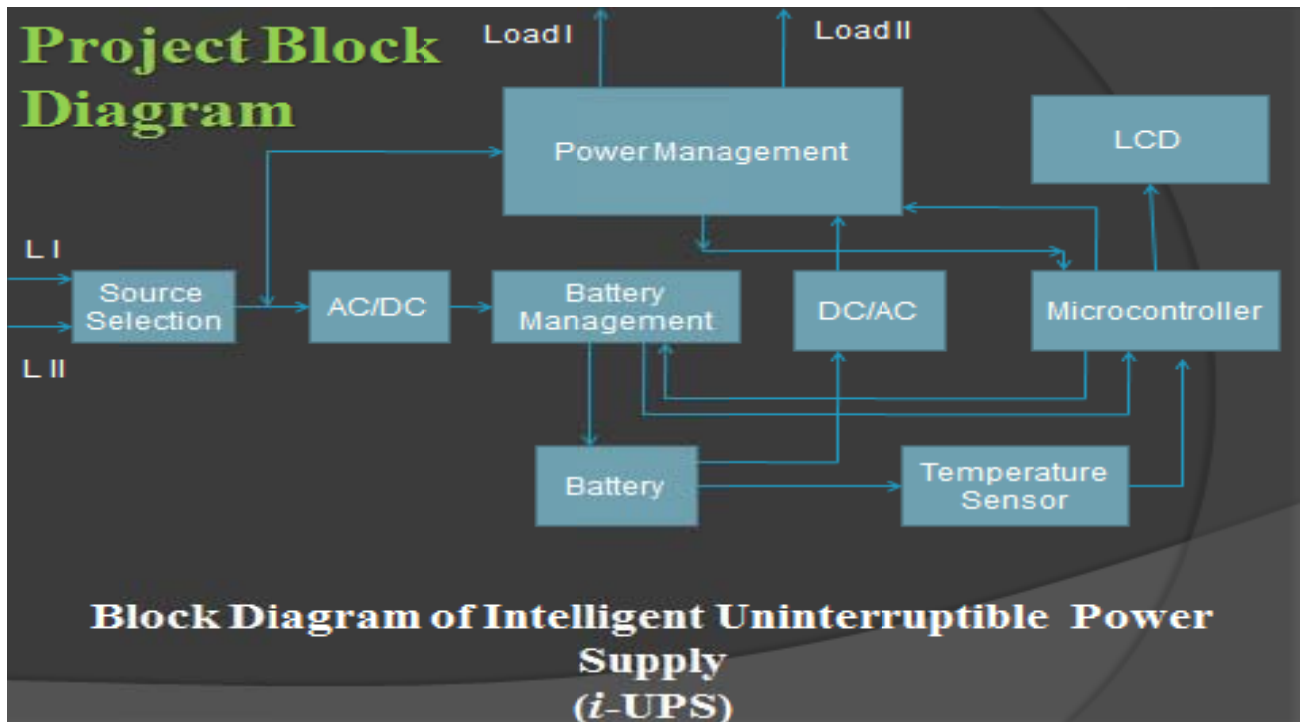 Project Block
Diagram
Load I
Load II
Power Management
LCD
L I
L II
Source
Selection
AC/DC
Battery
Management
DC/AC
Microcontroller
Battery
Temperature
Sensor
Block Diagram of Intelligent Uninterruptible Power
Supply
(i-UPS)